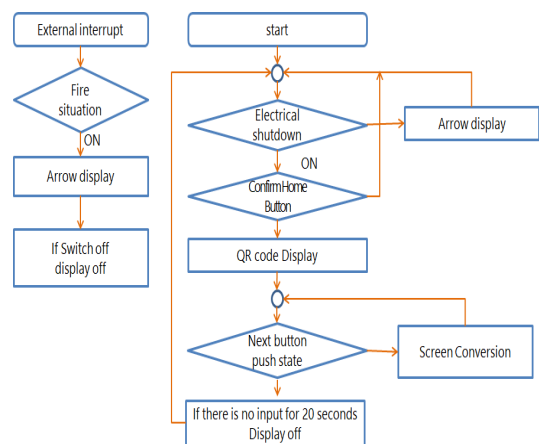 External interrupt
Fire
situation
ON
Arrow display
If Switch off
display off
start
Electrical
shutdown
Arrow display
ON
Confirm Home
Button
QR code Display
Next button
push state
Screen Conversion
If there is no input for 20 seconds
Display off